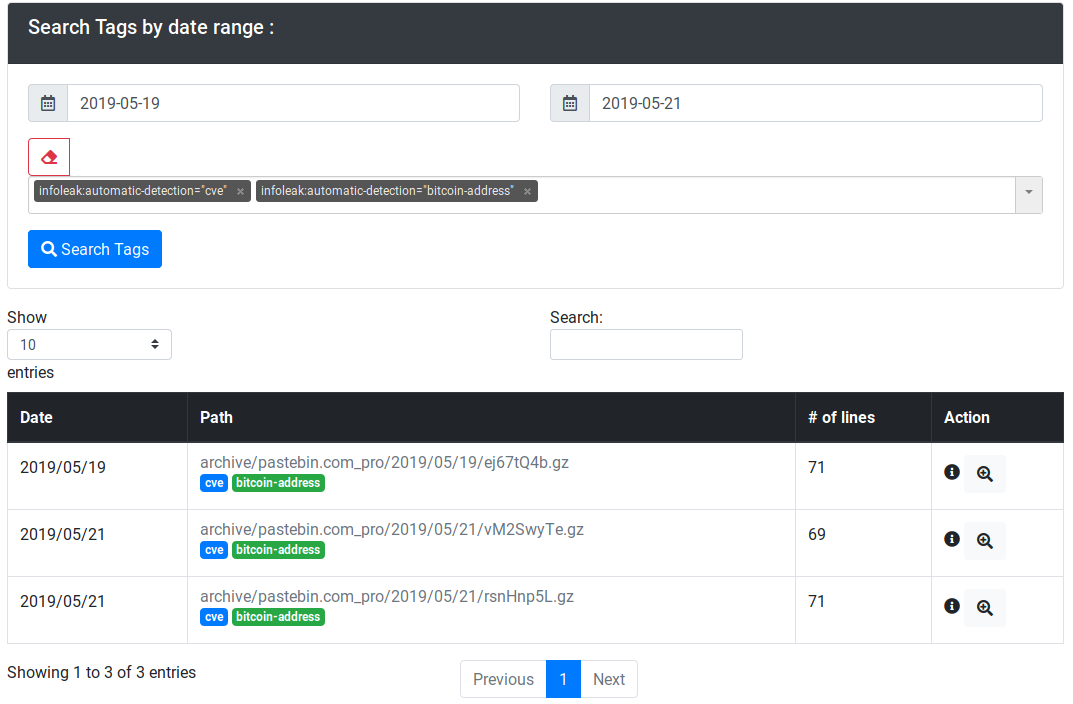 Search Tags by date range :
2019-05-19 2019-05-21
infoleak:automatic-detection="cve" × infoleak:automatic-detection="bitcoin-address" ×
Search Tags
Show Search:
10
entries
Date Path # of lines Action
2019/05/19 archive/pastebin.com_pro/2019/05/19/ej67tQ4b.gz 71
cve bitcoin-address
2019/05/21 archive/pastebin.com_pro/2019/05/21/vM2SwyTe.gz 69
cve bitcoin-address
2019/05/21 archive/pastebin.com_pro/2019/05/21/rsnHnp5L.gz 71
cve bitcoin-address
Showing 1 to 3 of 3 entries Previous 1 Next